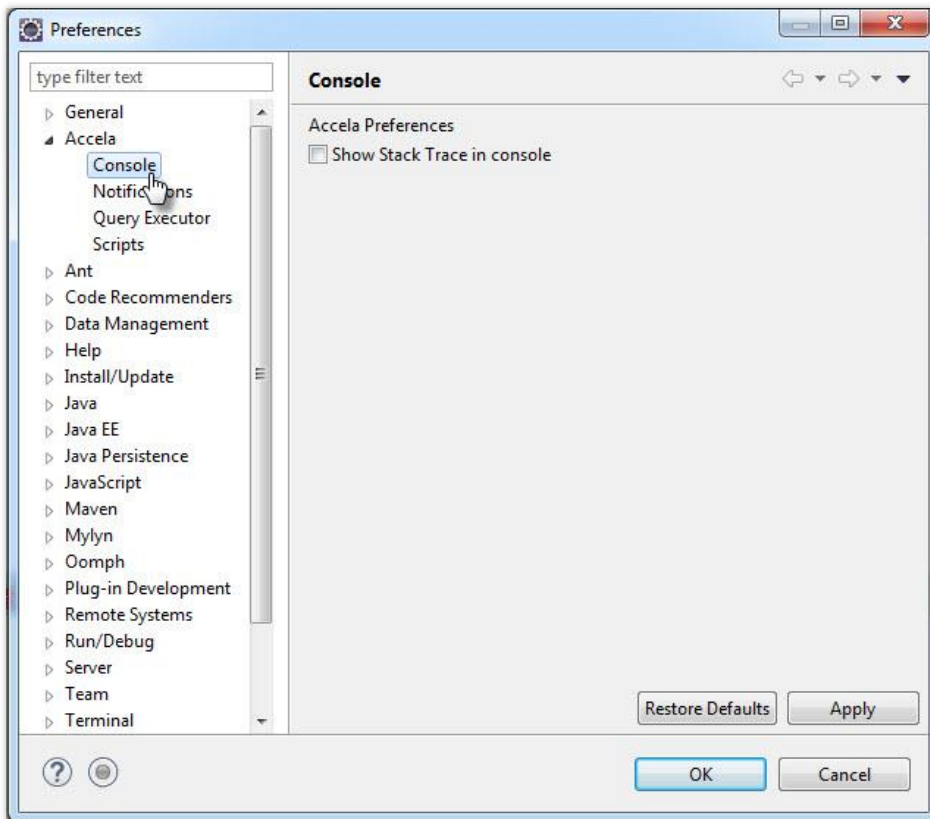 Preferences
type filter text
General
Accela
Console
Query Executor
Scripts
Ant
Code Recommenders
Data Management
Help
Install/Update
Java
Java EE
Java Persistence
JavaScript
Maven
Mylyn
Oomph
Plug-in Development
Remote Systems
Run/Debug
Server
Team
Terminal
Console
Accela Preferences
Show Stack Trace in console
Restore Defaults
Apply
OK
Cancel